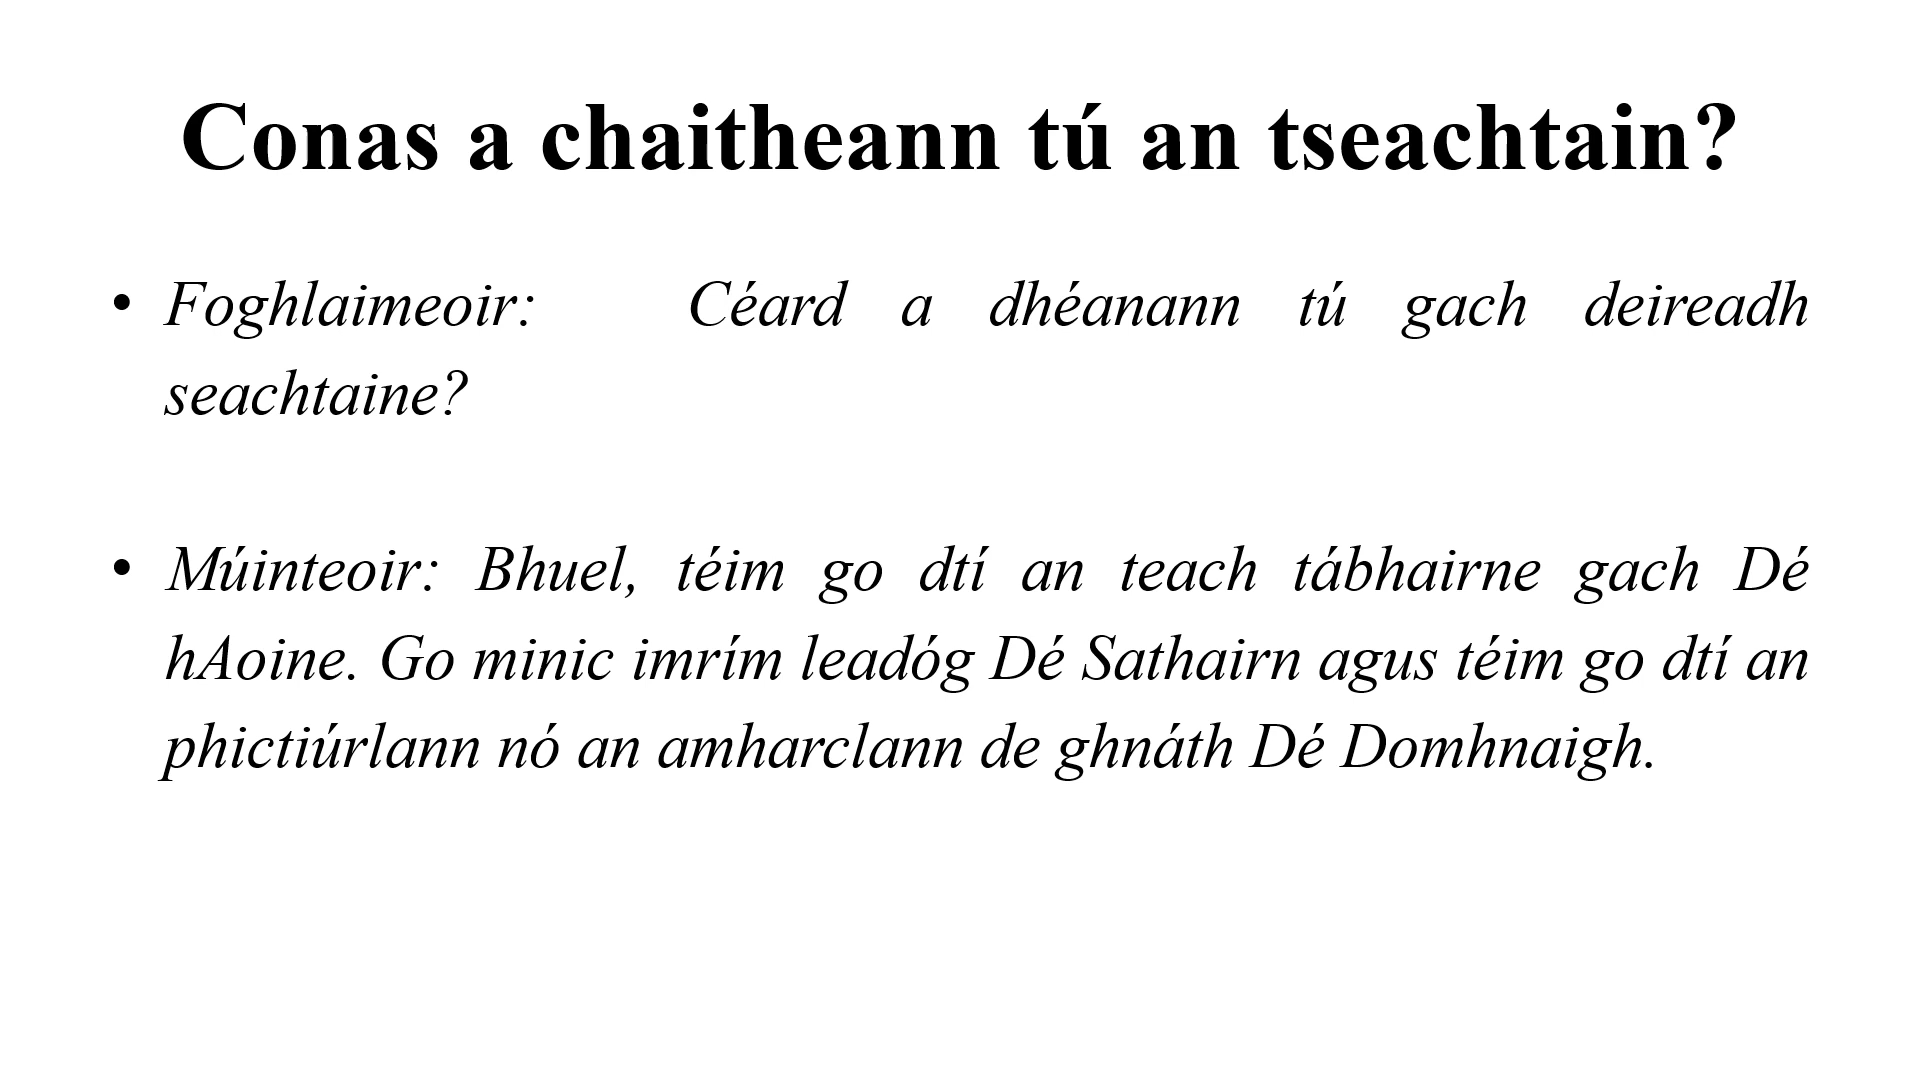 Conas a chaitheann tú an tseachtain?
• Foghlaimeoir: Céard a dhéanann tú gach deireadh
seachtaine?
• Múinteoir: Bhuel, téim go dtí an teach tábhairne gach Dé
hAoine. Go minic imrím leadóg Dé Sathairn agus téim go dtí an
phictiúrlann nó an amharclann de ghnáth Dé Domhnaigh.